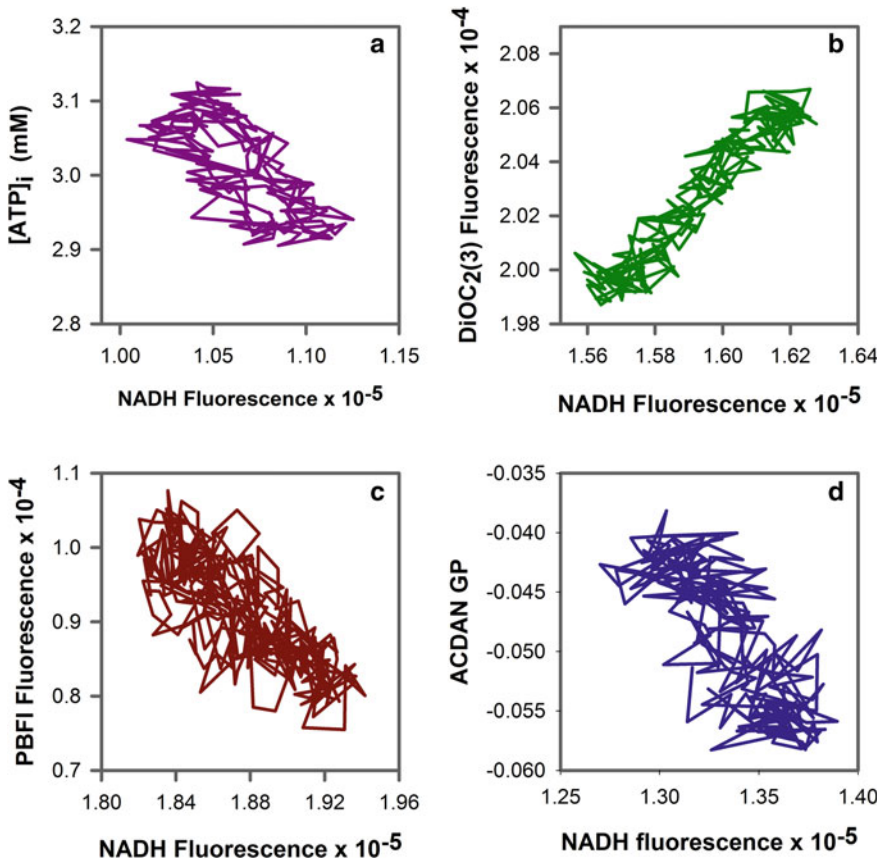 a
3.2
3.1
3.0
2.9
2.8
[ATP]i (mM)
1.00 1.05 1.10 1.15
NADH Fluorescence x 10-5
b
2.08
2.06
2.04
2.02
2.00
1.98
DiOC2(3) Fluorescence x 10-4
1.56 1.58 1.60 1.62 1.64
NADH Fluorescence x 10-5
c
1.1
1.0
0.9
0.8
0.7
PBFI Fluorescence x 10-4
1.80 1.84 1.88 1.92 1.96
NADH Fluorescence x 10-5
d
-0.035
-0.040
-0.045
-0.050
-0.055
-0.060
ACDAN GP
1.25 1.30 1.35 1.40
NADH fluorescence x 10-5